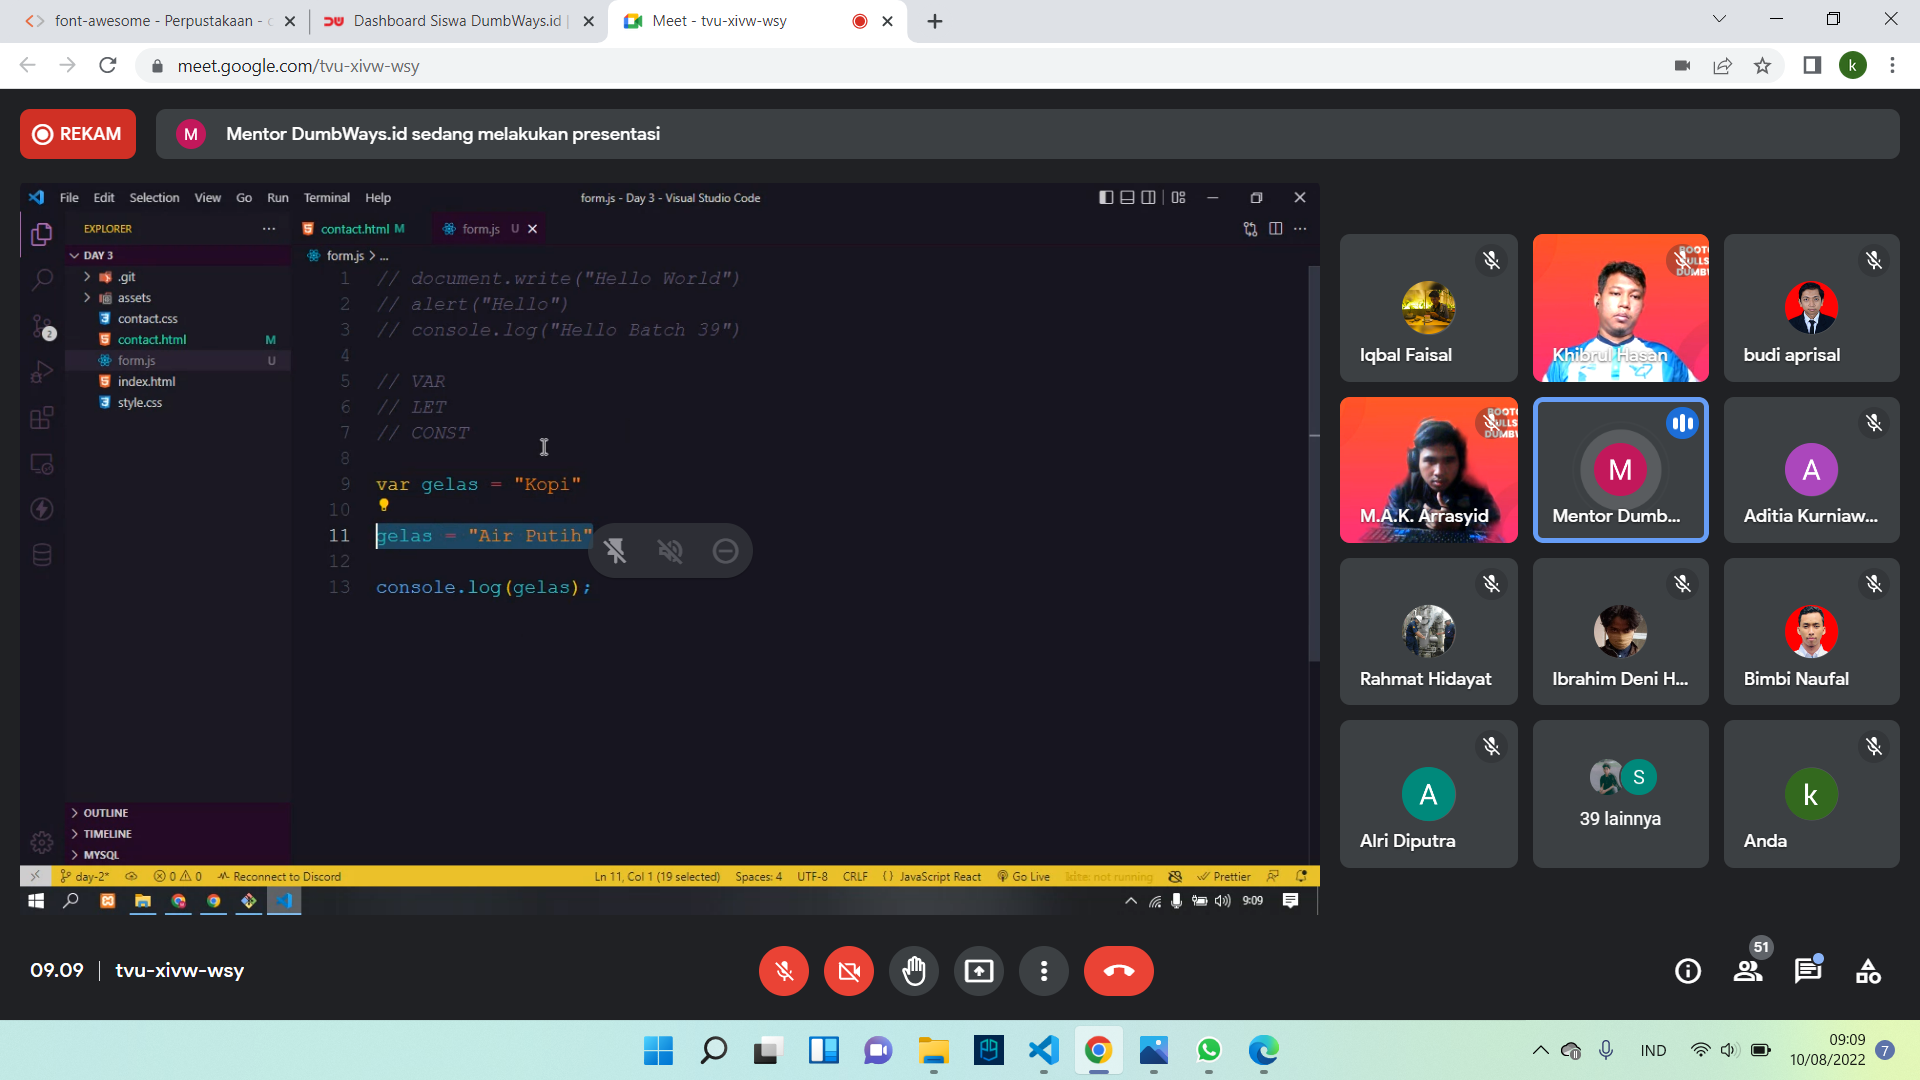 font-awesome - Perpustakaan -
Dashboard Siswa DumbWays.id |
Meet - tvu-xivw-wsy
meet.google.com/tvu-xivw-wsy
k
REKAM
M
Mentor DumbWays.id sedang melakukan presentasi
File Edit Selection View Go Run Terminal Help
form.js - Day 3 - Visual Studio Code
EXPLORER
contact.html M
form.js U
DAY 3
form.js > ...
.git
assets
contact.css
contact.html M
form.js U
index.html
style.css
2
1 // document.write("Hello World")
2 // alert("Hello")
3 // console.log("Hello Batch 39")
4
5 // VAR
6 // LET
7 // CONST
8
9 var gelas = "Kopi"
10
11 gelas = "Air Putih"
12
13 console.log(gelas);
OUTLINE
TIMELINE
MYSQL
day-2*
0 0
Reconnect to Discord
Ln 11, Col 1 (19 selected)
Spaces: 4
UTF-8
CRLF
{ } JavaScript React
Go Live
Prettier
9:09
Iqbal Faisal
Khibrul Hasan
budi aprisal
M.A.K. Arrasyid
M
Mentor Dumb...
A
Aditia Kurniaw...
Rahmat Hidayat
Ibrahim Deni H...
Bimbi Naufal
A
Alri Diputra
S
39 lainnya
k
Anda
09.09 | tvu-xivw-wsy
51
IND
09:09
10/08/2022
7